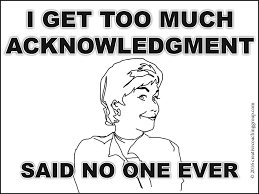 I GET TOO MUCH
ACKNOWLEDGMENT
SAID NO ONE EVER